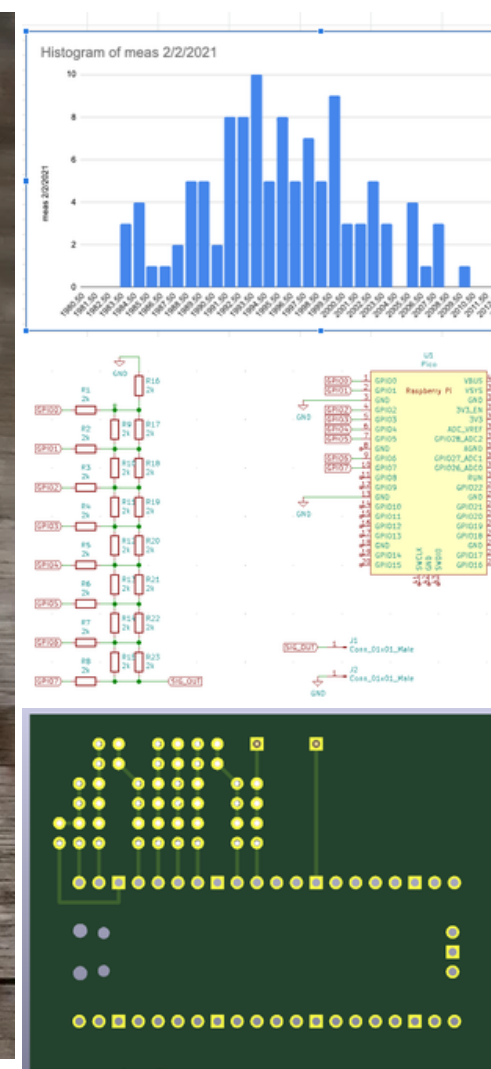 Histogram of meas 2/2/2021
10
8
6
4
2
0
meas 2/2/2021
GND
R16
2k
R1
2k
R2
2k
R9
2k
R17
2k
GPIO1
R3
2k
R18
2k
GPIO2
R4
2k
R19
2k
GPIO3
R5
2k
R20
2k
GPIO4
R6
2k
R21
2k
GPIO5
R7
2k
R22
2k
R8
2k
R23
2k
GPIO7
SIG_OUT
U1
Pico
Raspberry Pi
GPIO0
GPIO1
GND
GPIO2
GPIO3
GPIO4
GPIO5
GND
GPIO6
GPIO7
GPIO8
GPIO9
GND
GPIO10
GPIO11
GPIO12
GPIO13
GND
GPIO14
GPIO15
VBUS
VSYS
GND
3V3_EN
3V3
ADC_VREF
GPIO28_ADC2
AGND
GPIO27_ADC1
GPIO26_ADC0
RUN
GPIO22
GND
GPIO21
GPIO20
GPIO19
GPIO18
GND
GPIO17
GPIO16
SWCLK
GND
SWDIO
GND
GND
SIG_OUT
J1
Conn_01x01_Male
J2
Conn_01x01_Male
GND